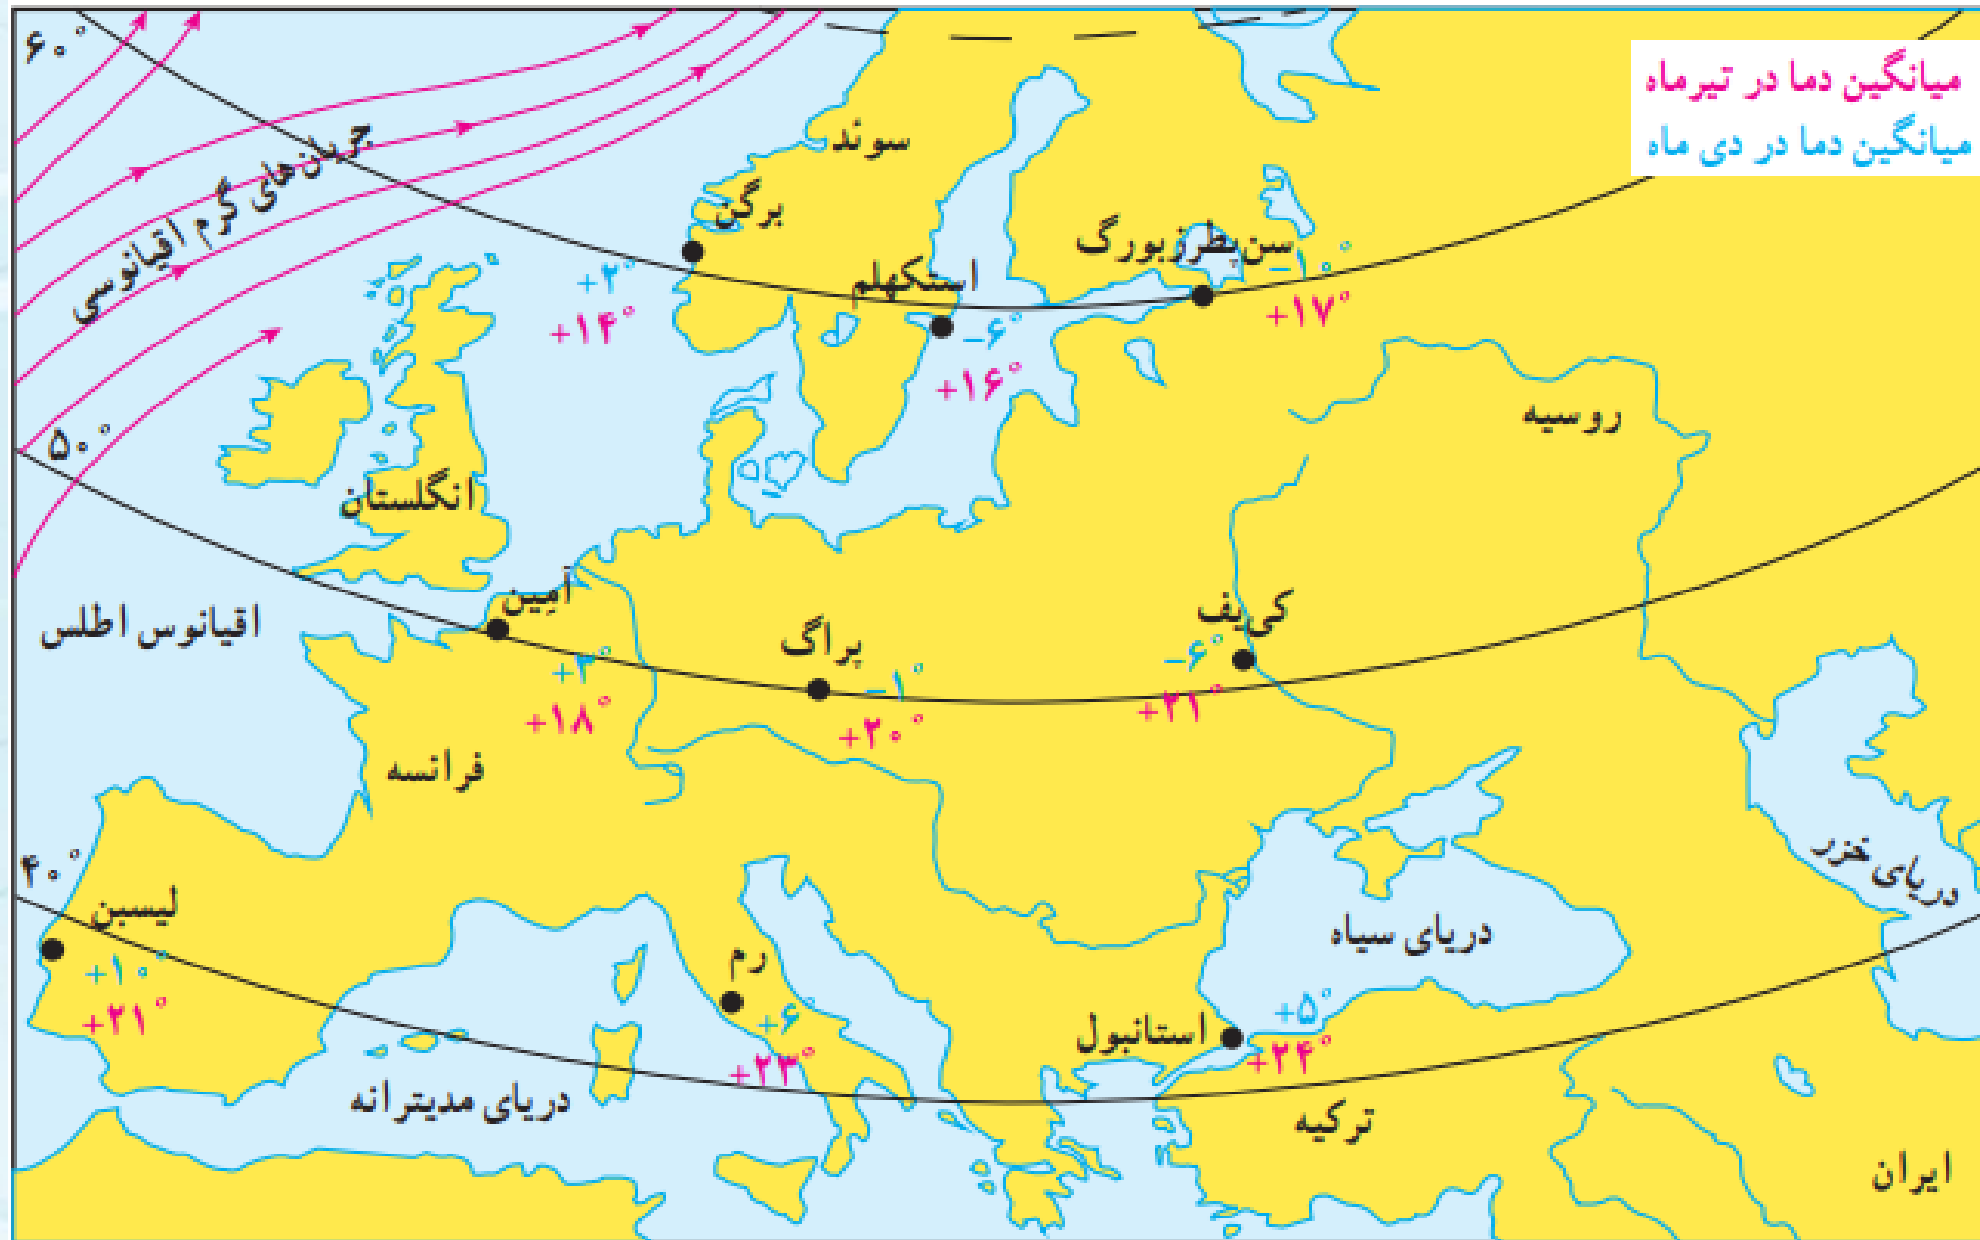 میانگین دما در تیرماه
میانگین دما در دی ماه
۶۰°
جریان‌های گرم اقیانوسی
سوئد
برگن
+۲°
+۱۴°
استکهلم
-۶°
+۱۶°
سن‌پطرزبورگ
-۱۰°
+۱۷°
روسیه
۵۰°
انگلستان
اقیانوس اطلس
آمین
+۳°
+۱۸°
پراگ
-۱°
+۲۰°
کی‌یف
-۶°
+۲۱°
فرانسه
دریای خزر
۴۰°
لیسبن
+۱۰°
+۲۱°
رم
+۶°
+۲۳°
دریای سیاه
استانبول
+۵°
+۲۴°
دریای مدیترانه
ترکیه
ایران